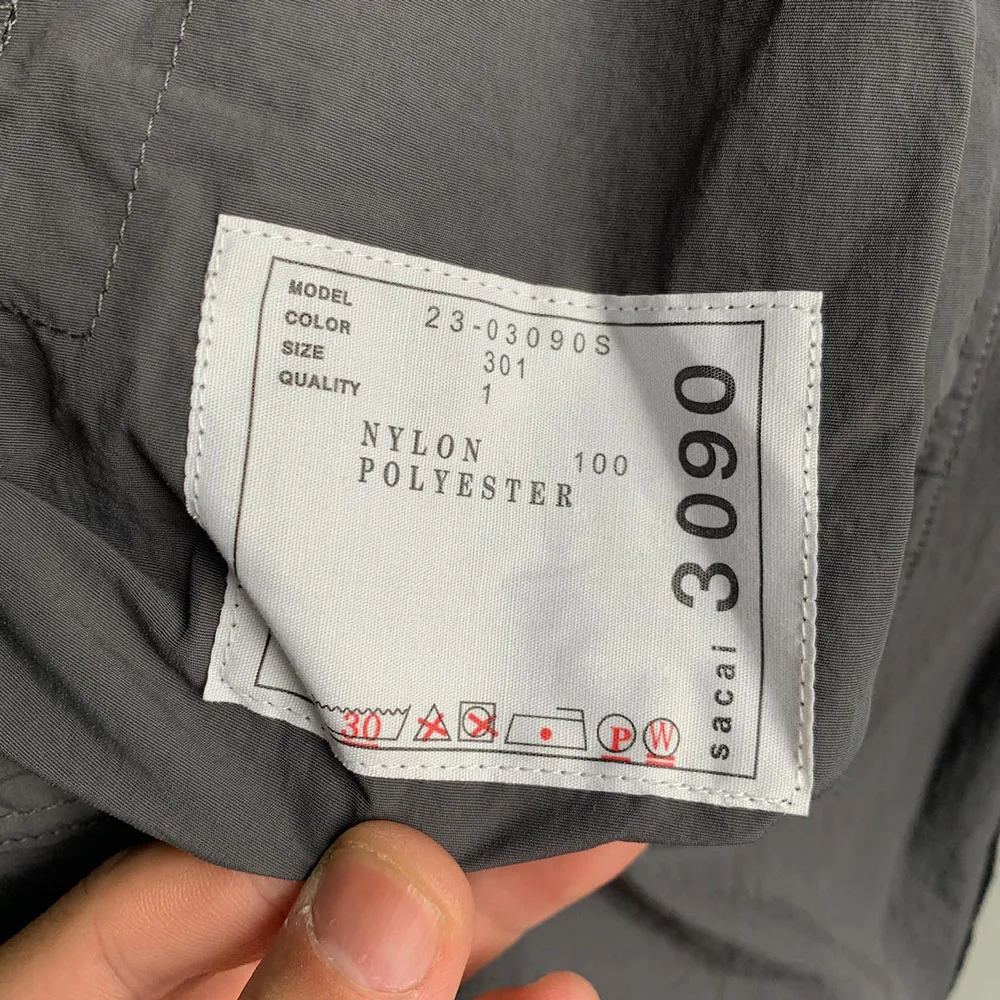 MODEL 23-03090S
COLOR 301
SIZE 1
QUALITY
NYLON 100
POLYESTER
30
P
W
sacai 3090